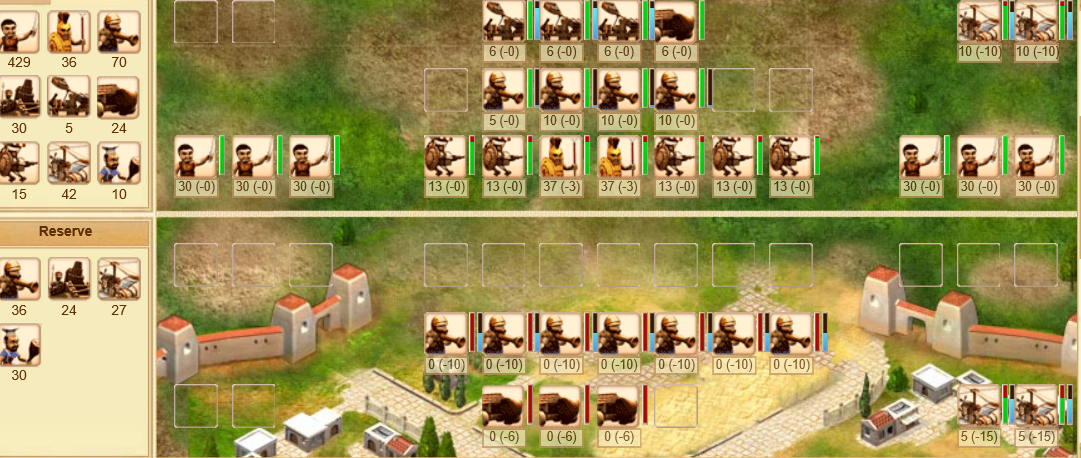 429 36 70
30 5 24
15 42 10
Reserve
36 24 27
30
6 (-0) 6 (-0) 6 (-0) 6 (-0) 10 (-10) 10 (-10)
5 (-0) 10 (-0) 10 (-0) 10 (-0)
30 (-0) 30 (-0) 30 (-0) 13 (-0) 13 (-0) 37 (-3) 37 (-3) 13 (-0) 13 (-0) 13 (-0) 30 (-0) 30 (-0) 30 (-0)
0 (-10) 0 (-10) 0 (-10) 0 (-10) 0 (-10) 0 (-10) 0 (-10)
0 (-6) 0 (-6) 0 (-6) 5 (-15) 5 (-15)